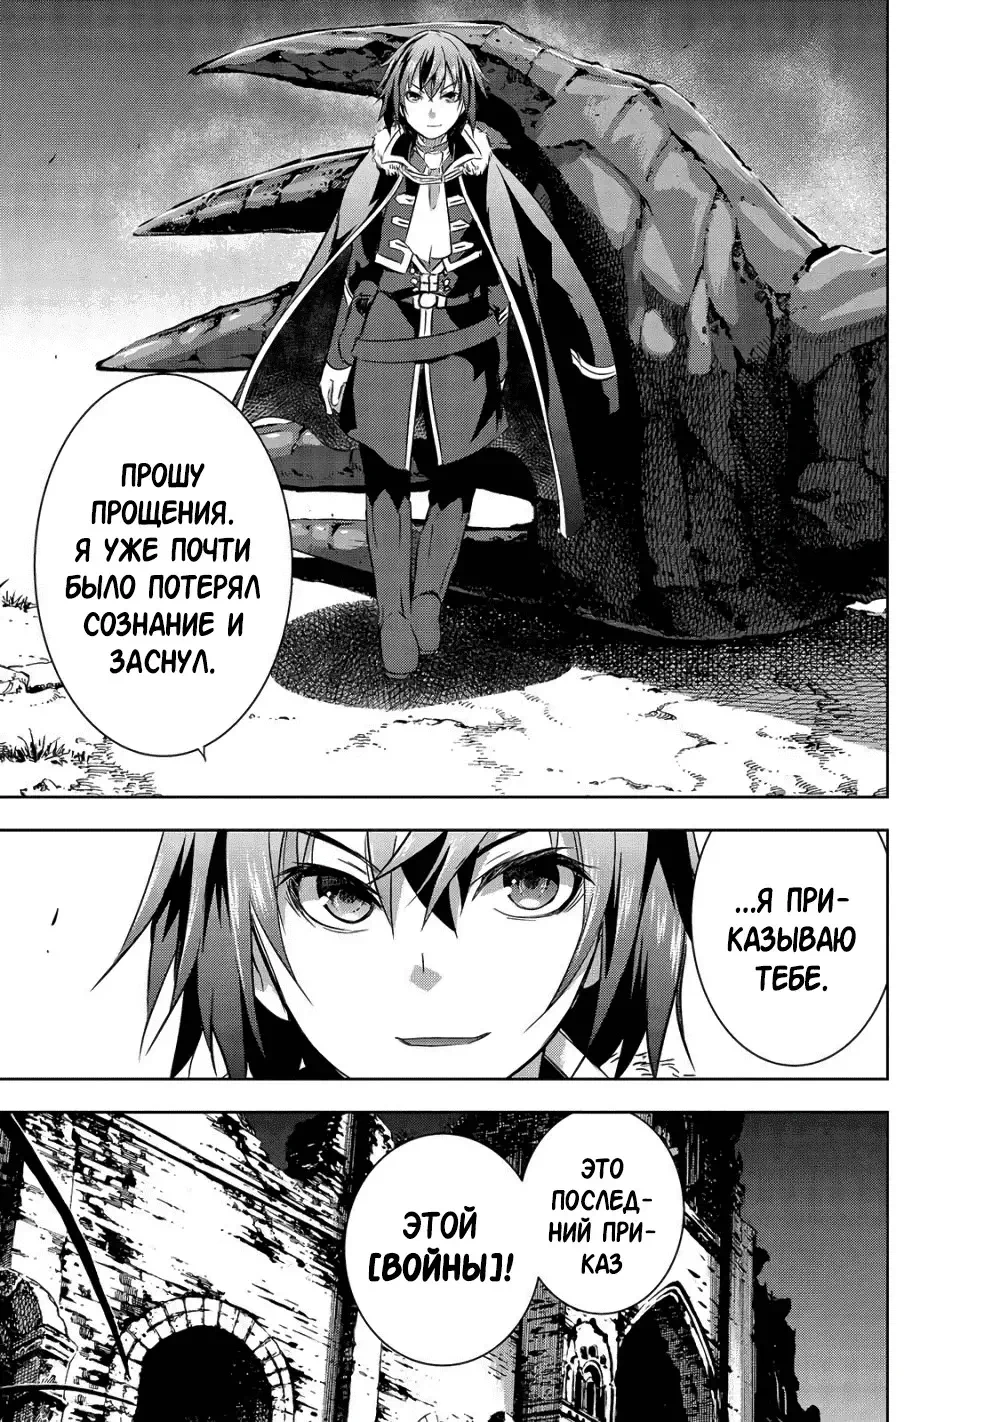 ПРОШУ
ПРОЩЕНИЯ.
Я УЖЕ ПОЧТИ
БЫЛО ПОТЕРЯЛ
СОЗНАНИЕ И
ЗАСНУЛ.
...Я ПРИ-
КАЗЫВАЮ
ТЕБЕ.
ЭТО
ПОСЛЕД-
НИЙ ПРИ-
КАЗ
ЭТОЙ
[ВОЙНЫ]!